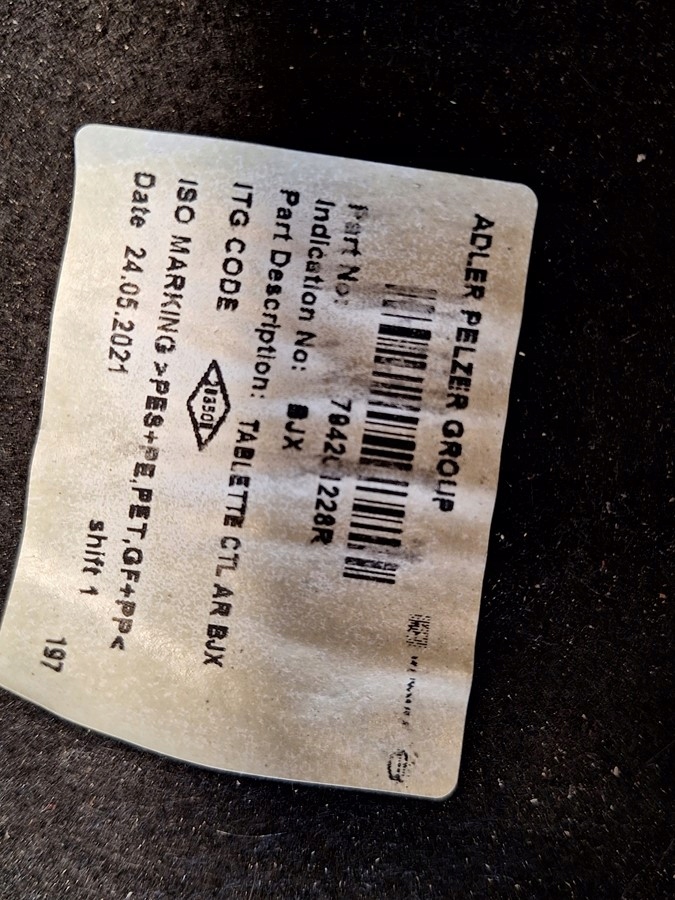 ADLER PELZER GROUP
Part No: 79420 1228R
Indication No: BJX
Part Description: TABLETTE CTL AR BJX
ITG CODE
ISO MARKING >PES+PE,PET,GF+PP<
Date 24.05.2021 shift 1 197